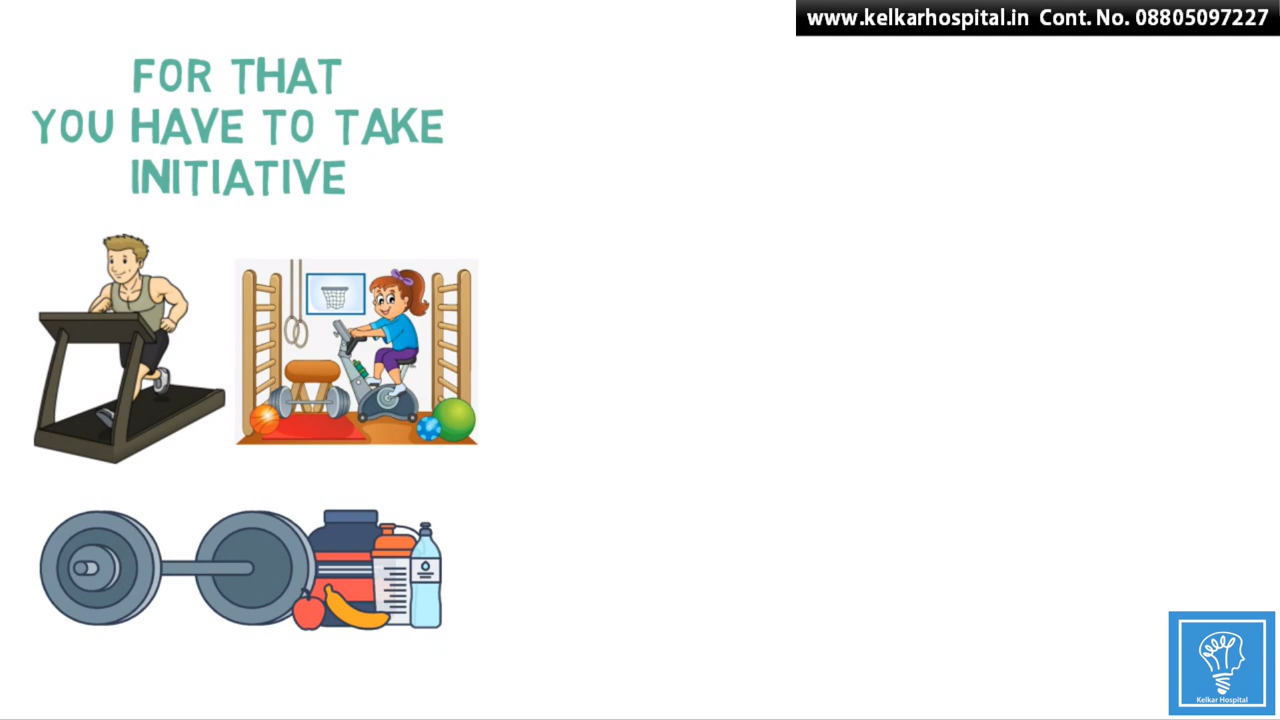 www.kelkarhospital.in Cont. No. 08805097227
FOR THAT
YOU HAVE TO TAKE
INITIATIVE
Kelkar Hospital